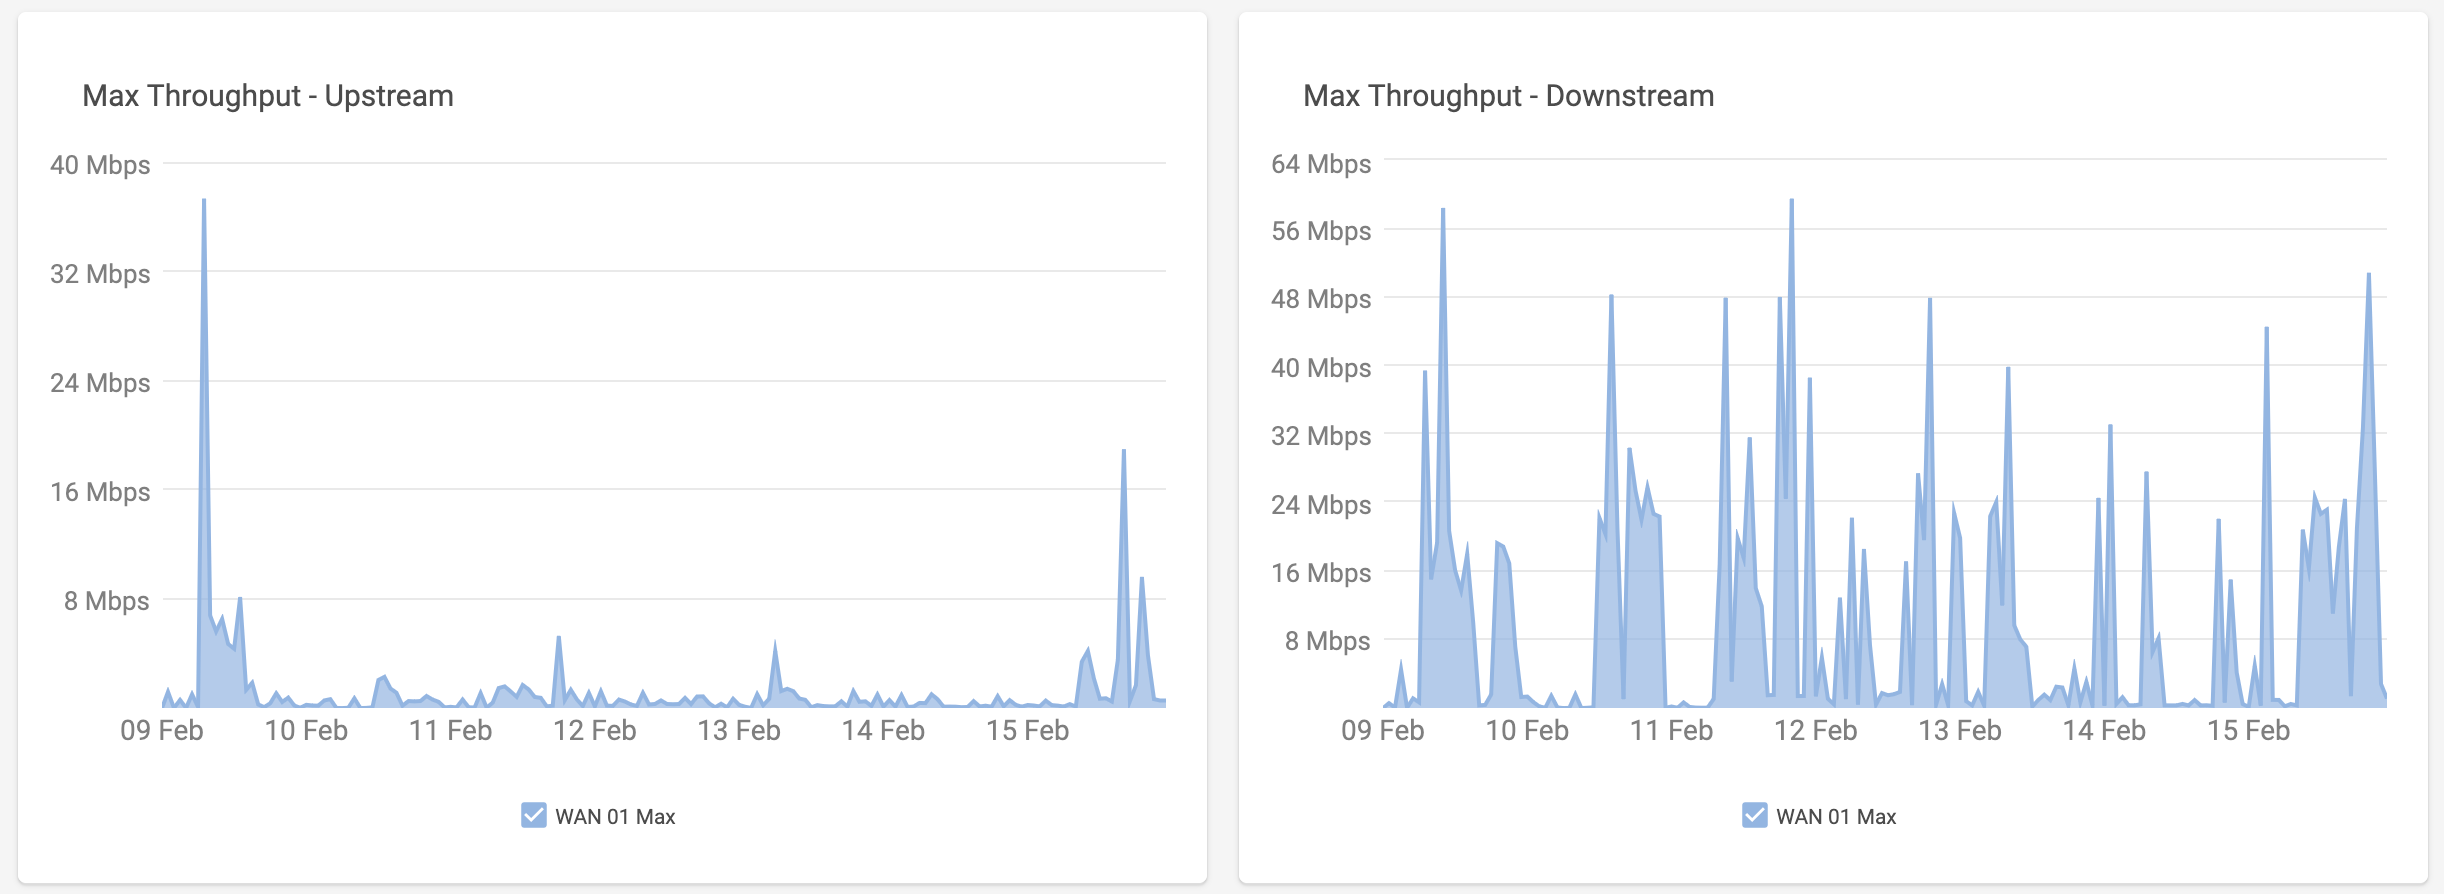 Max Throughput - Upstream
40 Mbps
32 Mbps
24 Mbps
16 Mbps
8 Mbps
09 Feb 10 Feb 11 Feb 12 Feb 13 Feb 14 Feb 15 Feb
WAN 01 Max
Max Throughput - Downstream
64 Mbps
56 Mbps
48 Mbps
40 Mbps
32 Mbps
24 Mbps
16 Mbps
8 Mbps
09 Feb 10 Feb 11 Feb 12 Feb 13 Feb 14 Feb 15 Feb
WAN 01 Max